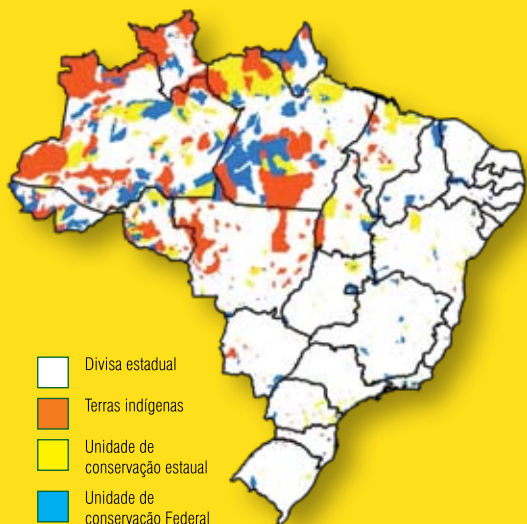 Divisa estadual
Terras indígenas
Unidade de
conservação estaual
Unidade de
conservação Federal